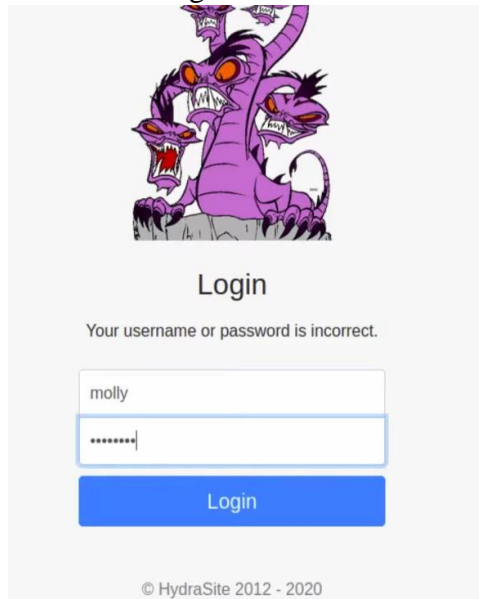 Login
Your username or password is incorrect.
molly
••••••••
Login
© HydraSite 2012 - 2020